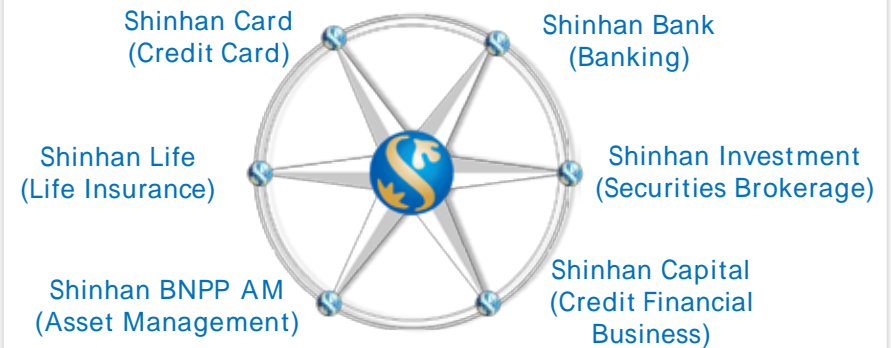 Shinhan Card
(Credit Card)
Shinhan Bank
(Banking)
Shinhan Life
(Life Insurance)
Shinhan Investment
(Securities Brokerage)
Shinhan BNPP AM
(Asset Management)
Shinhan Capital
(Credit Financial
Business)